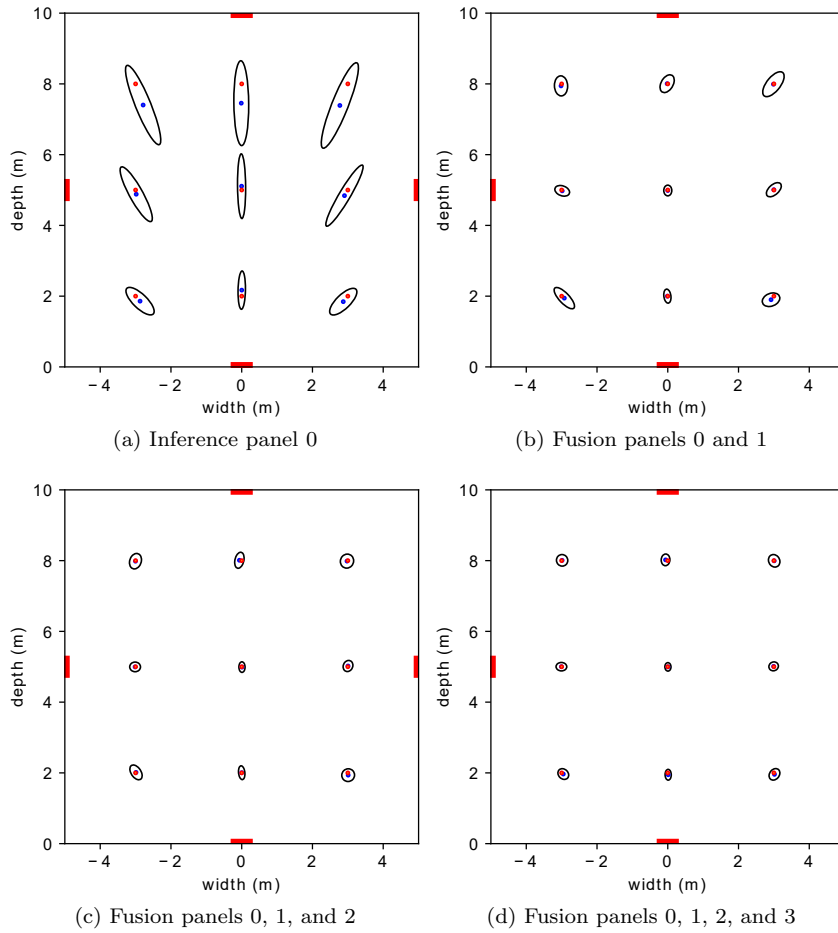 10
8
6
4
2
0
depth (m)
−4 −2 0 2 4
width (m)
(a) Inference panel 0
10
8
6
4
2
0
depth (m)
−4 −2 0 2 4
width (m)
(b) Fusion panels 0 and 1
10
8
6
4
2
0
depth (m)
−4 −2 0 2 4
width (m)
(c) Fusion panels 0, 1, and 2
10
8
6
4
2
0
depth (m)
−4 −2 0 2 4
width (m)
(d) Fusion panels 0, 1, 2, and 3